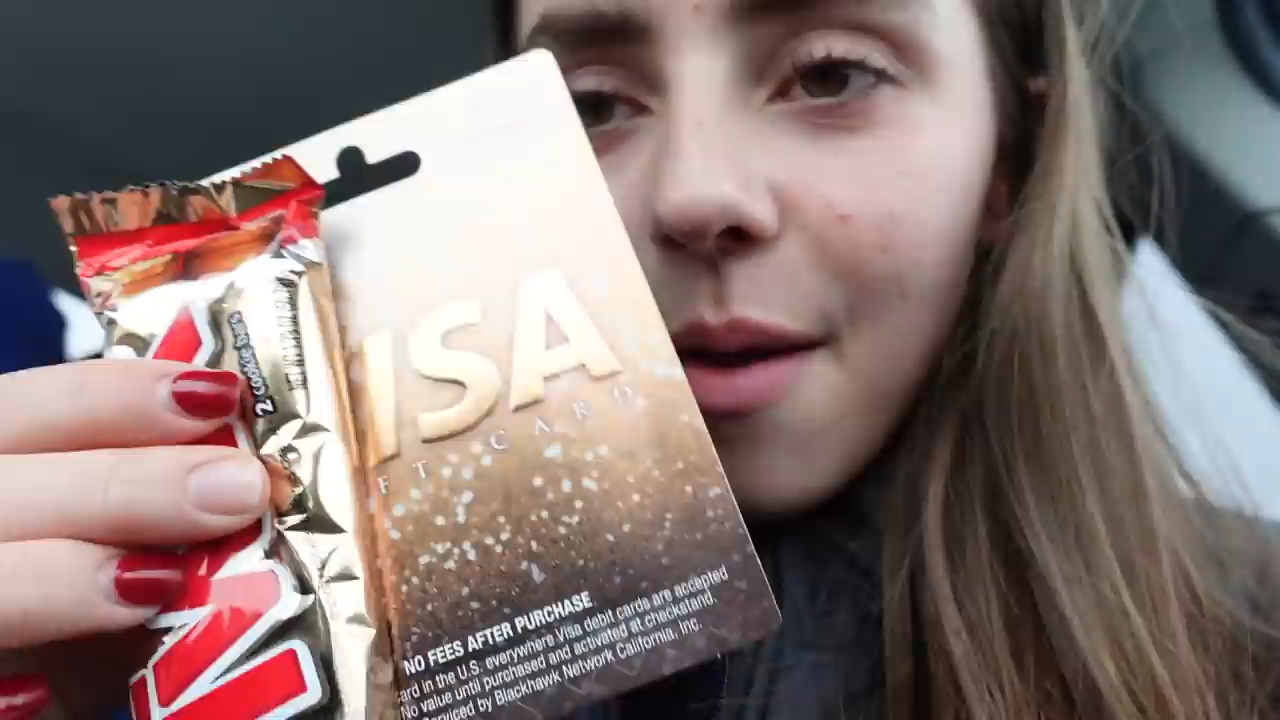 2 COOKIE BARS
ISA
FT CARD
NO FEES AFTER PURCHASE.
ard in the U.S. everywhere Visa debit cards are accepted
No value until purchased and activated at checkstand.
Serviced by Blackhawk Network California, Inc.